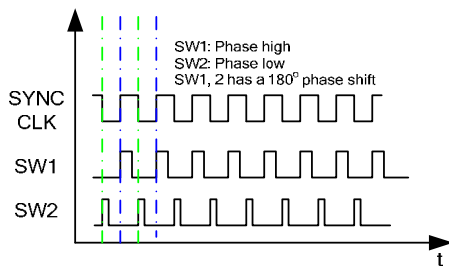 SW1: Phase high
SW2: Phase low
SW1, 2 has a 180° phase shift
SYNC
CLK
SW1
SW2
t